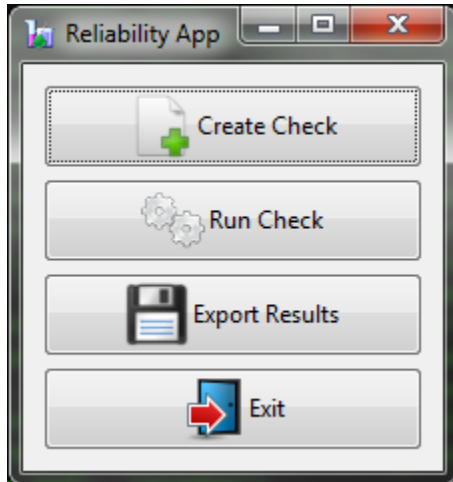 Reliability App
Create Check
Run Check
Export Results
Exit